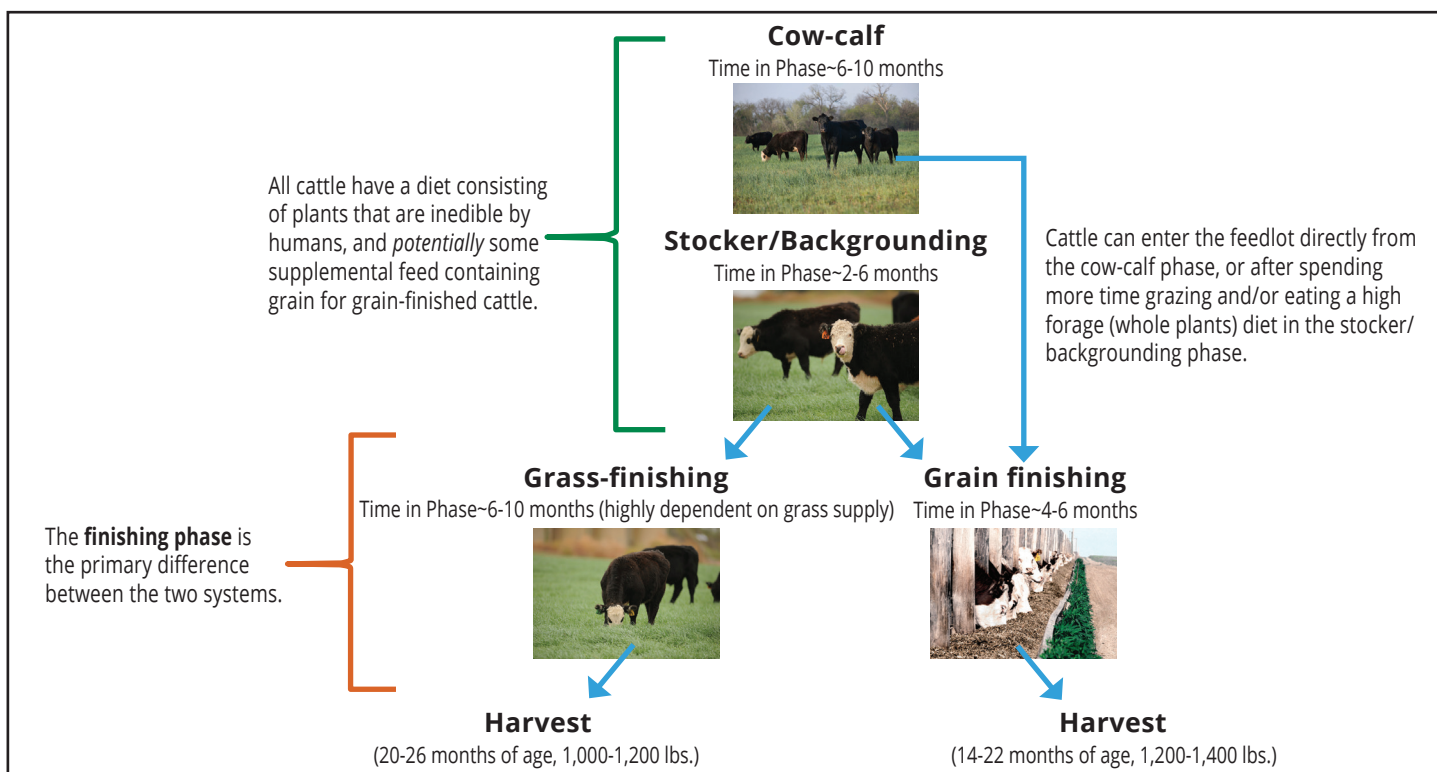 Cow-calf
Time in Phase~6-10 months
All cattle have a diet consisting
of plants that are inedible by
humans, and potentially some
supplemental feed containing
grain for grain-finished cattle.
Stocker/Backgrounding
Time in Phase~2-6 months
Cattle can enter the feedlot directly from
the cow-calf phase, or after spending
more time grazing and/or eating a high
forage (whole plants) diet in the stocker/
backgrounding phase.
Grass-finishing
Time in Phase~6-10 months (highly dependent on grass supply)
Grain finishing
Time in Phase~4-6 months
The finishing phase is
the primary difference
between the two systems.
Harvest
(20-26 months of age, 1,000-1,200 lbs.)
Harvest
(14-22 months of age, 1,200-1,400 lbs.)